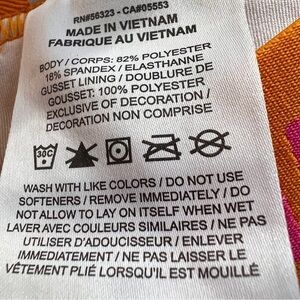 RN#56323 - CA#05553
MADE IN VIETNAM
FABRIQUE AU VIETNAM
BODY / CORPS: 82% POLYESTER
18% SPANDEX / ELASTHANNE
GUSSET LINING / DOUBLURE DE
GOUSSET: 100% POLYESTER
EXCLUSIVE OF DECORATION /
DECORATION NON COMPRISE
30C
WASH WITH LIKE COLORS / DO NOT USE
SOFTENERS / REMOVE IMMEDIATELY / DO
NOT ALLOW TO LAY ON ITSELF WHEN WET
LAVER AVEC COULEURS SIMILAIRES / NE PAS
UTILISER D'ADOUCISSEUR / ENLEVER
IMMEDIATEMENT / NE PAS LAISSER LE
VÊTEMENT PLIÉ LORSQU'IL EST MOUILLÉ